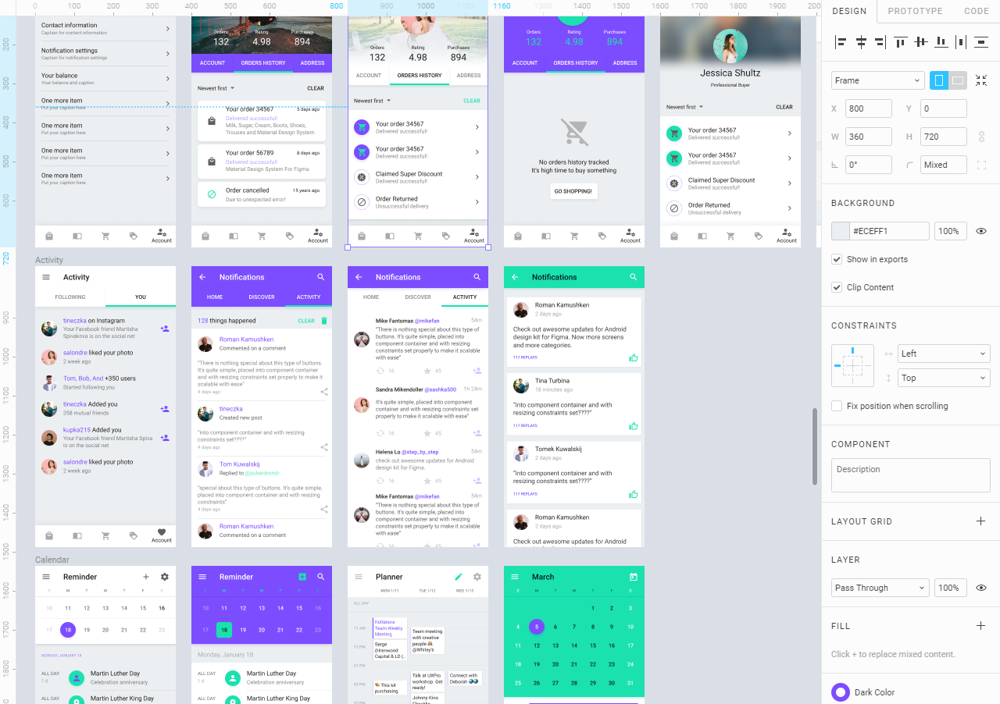 0 100 200 300 400 500 600 800 900 1000 1160 1300 1400 1500 1600 1700 1800 1900
DESIGN PROTOTYPE CODE
200
300
400
500
600
720
900
1000
1100
1200
1300
1400
1500
1600
1700
1800
Contact information
Caption for contact information
Notification settings
Caption for notification settings
Your balance
Your balance and caption
One more item
Put your caption here
One more item
Put your caption here
One more item
Put your caption here
One more item
Put your caption here
Account
Orders Rating Purchases
132 4.98 894
ACCOUNT ORDERS HISTORY ADDRESS
Newest first CLEAR
Your order 34567 5 days ago
Delivered successful!
Milk, Sugar, Cream, Boots, Shoes,
Trouses and Material Design System
Your order 56789 8 days ago
Delivered successful!
Material Design System For Figma
Order cancelled 15 years ago
Due to unexpected error!
Account
Orders Rating Purchases
132 4.98 894
ACCOUNT ORDERS HISTORY ADDRESS
Newest first CLEAR
Your order 34567
Delivered successful!
Your order 34567
Delivered successful!
Claimed Super Discount
Delivered successful!
Order Returned
Unsuccessful delivery
Account
Orders Rating Purchases
132 4.98 894
ACCOUNT ORDERS HISTORY ADDRESS
No orders history tracked
It's high time to buy something
GO SHOPPING!
Account
Jessica Shultz
Professional Buyer
Newest first CLEAR
Your order 34567
Delivered successful!
Your order 34567
Delivered successful!
Claimed Super Discount
Delivered successful!
Order Returned
Unsuccessful delivery
Account
Activity
Activity
FOLLOWING YOU
tineczka on Instagram
Your Facebook friend Martisha
Spivakova is on the social net
salondre liked your photo
2 week ago
Tom, Bob, And +350 users
Started following you
tineczka Added you
358 mutual friends
kupka215 Added you
Your Facebook friend Martisha Spiva
is on the social net
salondre liked your photo
2 week ago
Account
Notifications
HOME DISCOVER ACTIVITY
128 things happened CLEAR
Roman Kamushken
Commented on a comment
"There is nothing special about this type of buttons.
It's quite simple, placed into component container
and with resizing constraints set properly to make it
scalable with ease"
4 days ago
tineczka
Created new post
"into component container and with resizing
constraints set????"
4 days ago
Tom Kuwalskij
Replied to @pukerdrondr
"special about this type of buttons. It's quite simple,
placed into component container and with resizing
constraints"
4 days ago
Roman Kamushken
Commented on a comment
Notifications
HOME DISCOVER ACTIVITY
Mike Fantomas @mikefan 54m
"There is nothing special about this type of
buttons. It's quite simple, placed into
component container and with resizing
constraints set properly to make it scalable
with ease"
16 45
Sandra Mikendoller @sashka500 1h 24m
It's quite simple, placed into component
container and with resizing constraints set
properly to make it scalable with ease
16 45
Helena Lo @step_by_step 54m
check out awesome updates for Android
design kit for Figma.
16 45
Mike Fantomas @mikefan 54m
"There is nothing special about this type of
buttons. It's quite simple, placed into
component container and with resizing
constraints set properly to make it scalable
with ease"
16 45
Notifications
Roman Kamushken
2 days ago
Check out awesome updates for Android
design kit for Figma. Now more screens
and more categories.
117 REPLAYS
Tina Turbina
18 minutes ago
"into component container and with
resizing constraints set????"
117 REPLAYS
Tomek Kuwalskij
2 days ago
"into component container and with
resizing constraints set????"
117 REPLAYS
Roman Kamushken
2 days ago
Check out awesome updates for Android
Calendar
Reminder
S M T W T F S
10 11 12 13 14 15 16
17 18 19 20 21 22 23
MONDAY, JANUARY 18
ALL DAY Martin Luther Day
1 d Celebration anniversary
ALL DAY Martin Luther King Day
Reminder
S M T W T F S
10 11 12 13 14 15 16
17 18 19 20 21 22 23
Monday, January 18
ALL DAY Martin Luther Day
1 d Celebration anniversary
ALL DAY Martin Luther King Day
Planner
MON 1/11 TUE 1/12 WED 1/13
ALL DAY
11 AM
12 PM
01 PM
02 PM
Kollabora
Team Weekly
Meeting
Serge
(Hrenwood
Capital & LD (..
Team meeting
with creative
people
@Whitey's
This kit
purchasing
Talk at UXPro
workshop. Get
ready!
Johnny Kino
Checklin
Connect with
Deborah
March
S M T W T F S
1 2 3
4 5 6 7 8 9 10
11 12 13 14 15 16 17
18 19 20 21 22 23 24
25 26 27 28 29 30 31
Frame
X 800 Y 0
W 360 H 720
0° Mixed
BACKGROUND
#ECEFF1 100%
Show in exports
Clip Content
CONSTRAINTS
Left
Top
Fix position when scrolling
COMPONENT
Description
LAYOUT GRID
LAYER
Pass Through 100%
FILL
Click + to replace mixed content.
Dark Color